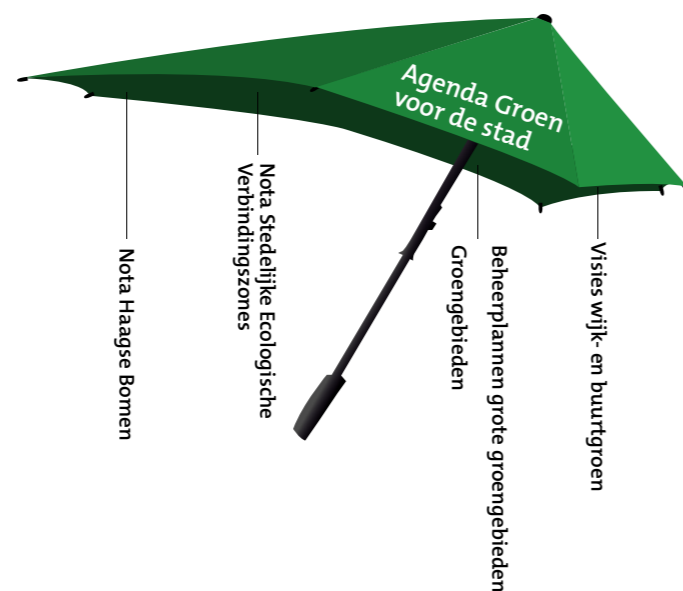 Agenda Groen
voor de stad
Nota Haagse Bomen
Nota Stedelijke Ecologische
Verbindingszones
Beheerplannen grote groengebieden
Groengebieden
Visies wijk- en buurtgroen